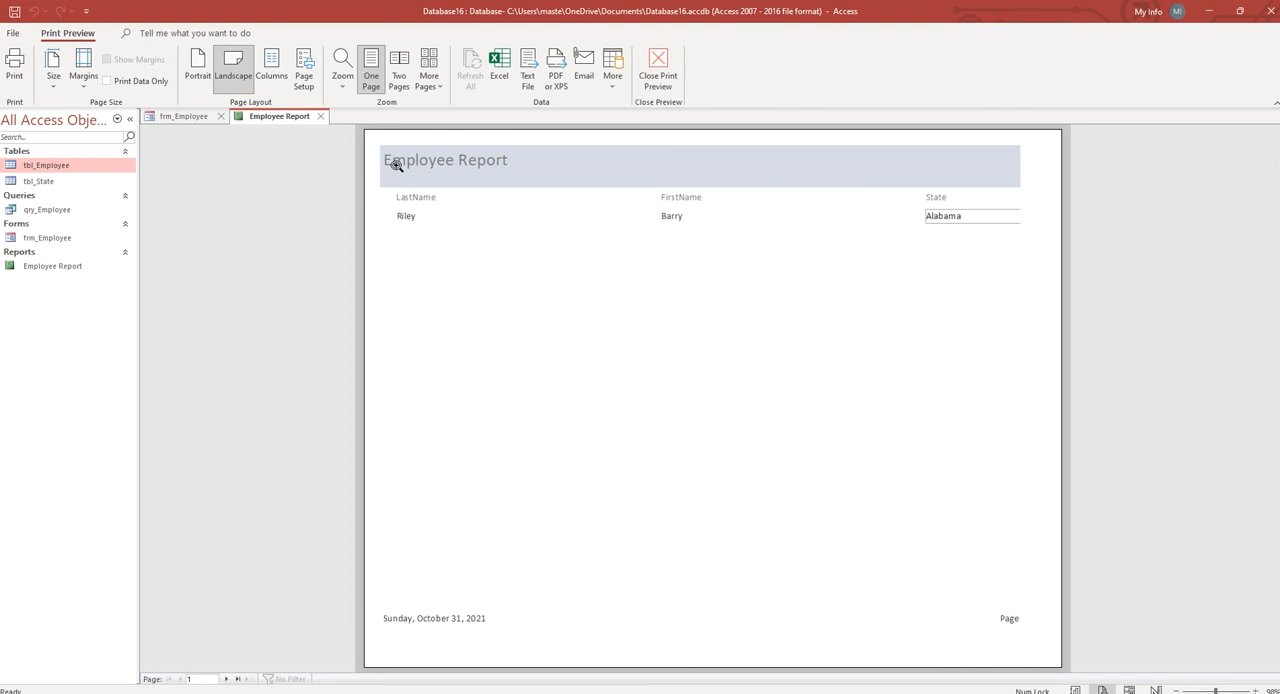 Database16 : Database- C:\Users\maste\OneDrive\Documents\Database16.accdb (Access 2007 - 2016 file format) - Access
My Info
MI
File
Print Preview
Tell me what you want to do
Print
Size
Margins
Show Margins
Print Data Only
Portrait
Landscape
Columns
Page Setup
Zoom
One Page
Two Pages
More Pages
Refresh All
Excel
Text File
PDF or XPS
Email
More
Close Print Preview
Print
Page Size
Page Layout
Zoom
Data
Close Preview
All Access Obje...
Search...
Tables
tbl_Employee
tbl_State
Queries
qry_Employee
Forms
frm_Employee
Reports
Employee Report
frm_Employee
Employee Report
Employee Report
LastName FirstName State
Riley Barry Alabama
Sunday, October 31, 2021
Page
Page: 1
No Filter
Ready
Num Lock
98%